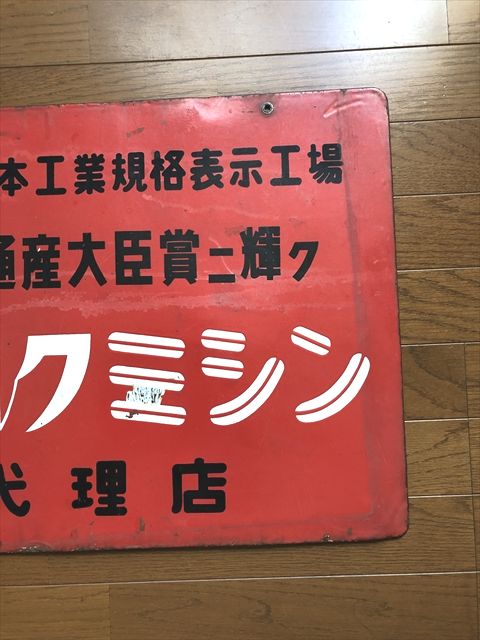 本工業規格表示工場
通産大臣賞ニ輝ク
クミシン
代理店